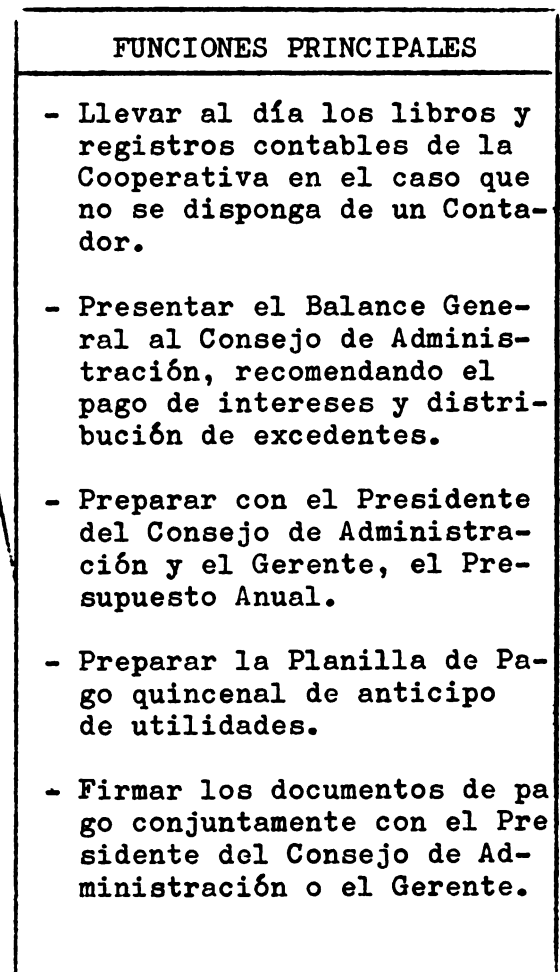 FUNCIONES PRINCIPALES
- Llevar al día los libros y
registros contables de la
Cooperativa en el caso que
no se disponga de un Conta-
dor.
- Presentar el Balance Gene-
ral al Consejo de Adminis-
tración, recomendando el
pago de intereses y distri-
bución de excedentes.
- Preparar con el Presidente
del Consejo de Administra-
ción y el Gerente, el Pre-
supuesto Anual.
- Preparar la Planilla de Pa-
go quincenal de anticipo
de utilidades.
- Firmar los documentos de pa
go conjuntamente con el Pre
sidente del Consejo de Ad-
ministración o el Gerente.